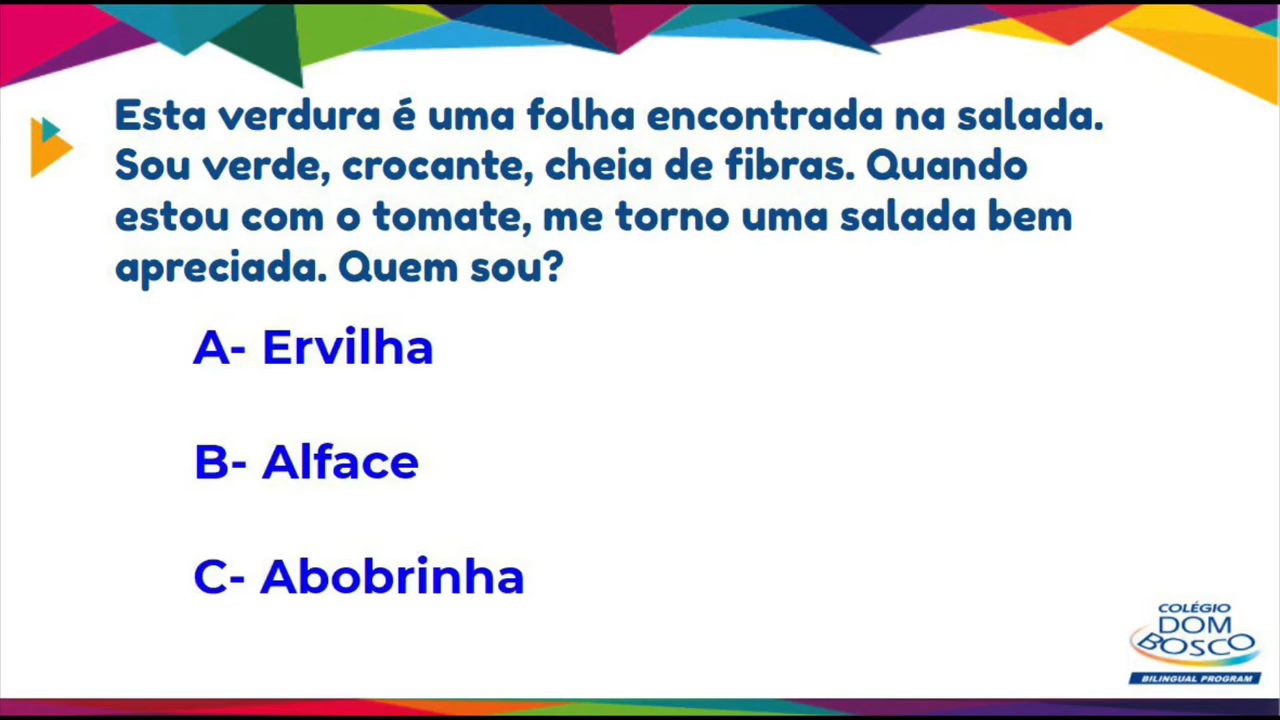 Esta verdura é uma folha encontrada na salada.
Sou verde, crocante, cheia de fibras. Quando
estou com o tomate, me torno uma salada bem
apreciada. Quem sou?
A- Ervilha
B- Alface
C- Abobrinha
COLÉGIO
DOM
BOSCO
BILINGUAL PROGRAM